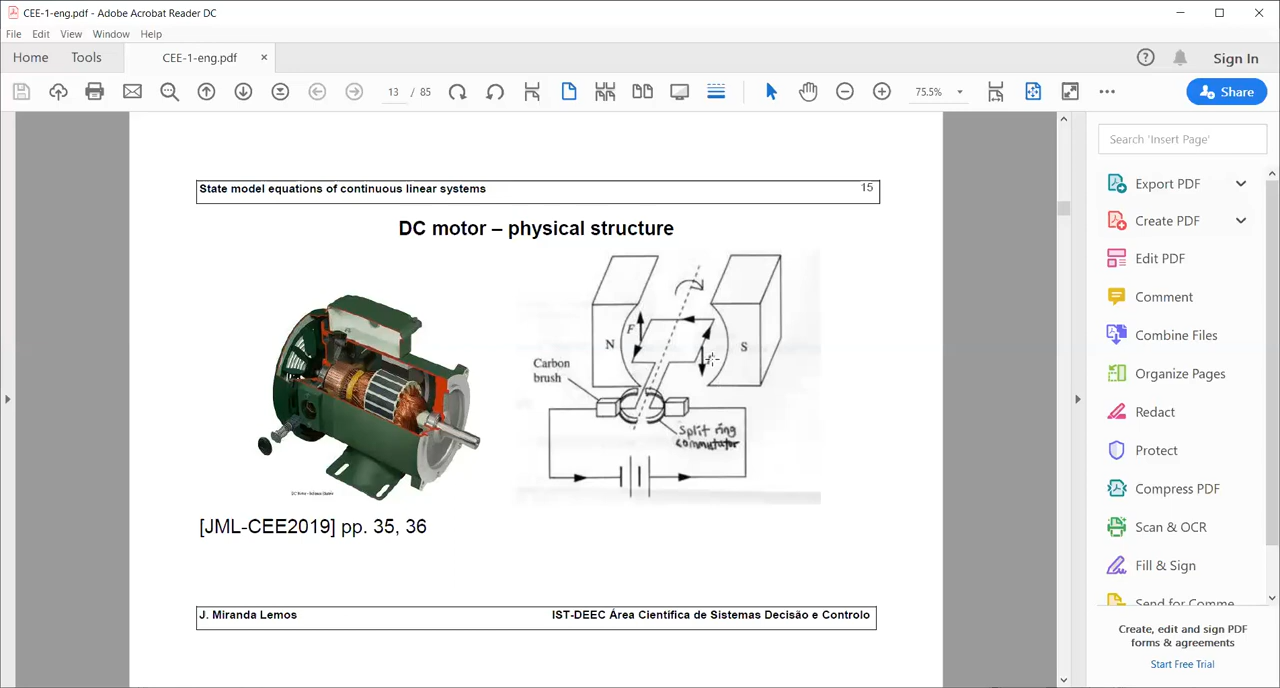 CEE-1-eng.pdf - Adobe Acrobat Reader DC
File Edit View Window Help
Home Tools CEE-1-eng.pdf × Sign In
13 / 85 75.5% Share
State model equations of continuous linear systems 15
DC motor – physical structure
N F S
Carbon
brush
Split ring
commutator
[JML-CEE2019] pp. 35, 36
J. Miranda Lemos IST-DEEC Área Científica de Sistemas Decisão e Controlo
Search 'Insert Page'
Export PDF
Create PDF
Edit PDF
Comment
Combine Files
Organize Pages
Redact
Protect
Compress PDF
Scan & OCR
Fill & Sign
Send for Comme
Create, edit and sign PDF
forms & agreements
Start Free Trial